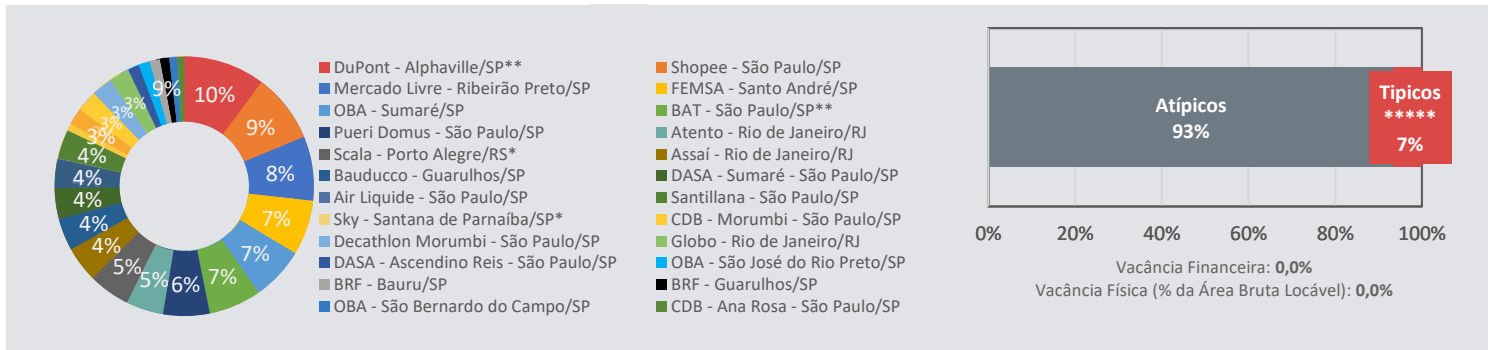 10%
9%
8%
7%
7%
7%
6%
5%
5%
4%
4%
4%
4%
4%
3%
3%
3%
3%
9%
DuPont - Alphaville/SP**
Shopee - São Paulo/SP
Mercado Livre - Ribeirão Preto/SP
FEMSA - Santo André/SP
OBA - Sumaré/SP
BAT - São Paulo/SP**
Pueri Domus - São Paulo/SP
Atento - Rio de Janeiro/RJ
Scala - Porto Alegre/RS*
Assaí - Rio de Janeiro/RJ
Bauducco - Guarulhos/SP
DASA - Sumaré - São Paulo/SP
Air Liquide - São Paulo/SP
Santillana - São Paulo/SP
Sky - Santana de Parnaíba/SP*
CDB - Morumbi - São Paulo/SP
Decathlon Morumbi - São Paulo/SP
Globo - Rio de Janeiro/RJ
DASA - Ascendino Reis - São Paulo/SP
OBA - São José do Rio Preto/SP
BRF - Bauru/SP
BRF - Guarulhos/SP
OBA - São Bernardo do Campo/SP
CDB - Ana Rosa - São Paulo/SP
Atípicos
93%
Tipicos
*****
7%
0% 20% 40% 60% 80% 100%
Vacância Financeira: 0,0%
Vacância Física (% da Área Bruta Locável): 0,0%